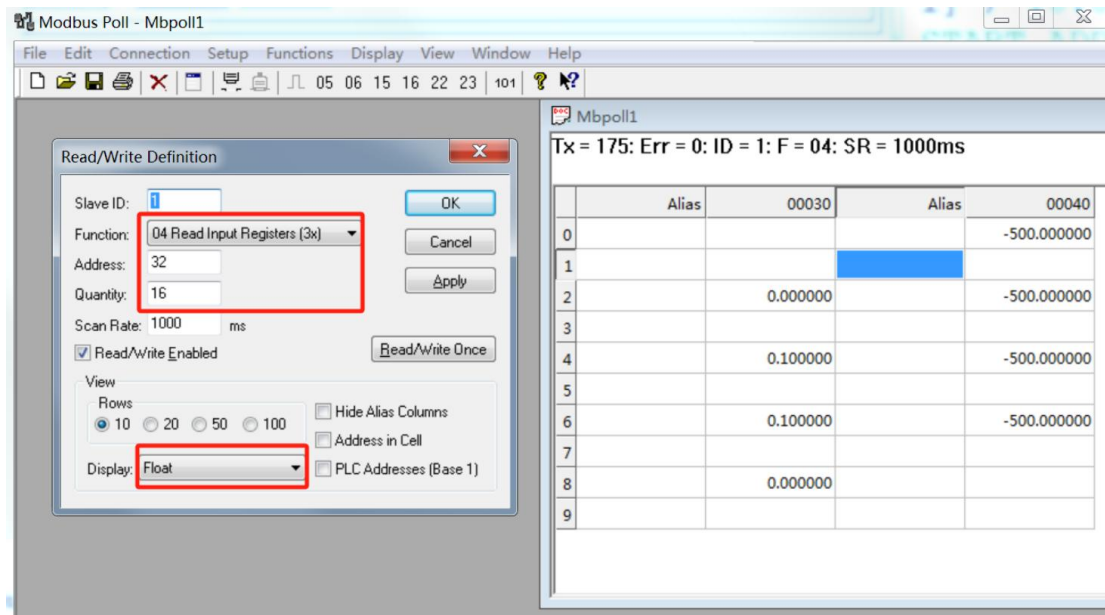 Modbus Poll - Mbpoll1
File Edit Connection Setup Functions Display View Window Help
05 06 15 16 22 23 101
Mbpoll1
Tx = 175: Err = 0: ID = 1: F = 04: SR = 1000ms
Alias 00030 Alias 00040
0 -500.000000
1
2 0.000000 -500.000000
3
4 0.100000 -500.000000
5
6 0.100000 -500.000000
7
8 0.000000
9
Read/Write Definition
Slave ID: 1
OK
Function: 04 Read Input Registers (3x)
Cancel
Address: 32
Apply
Quantity: 16
Scan Rate: 1000 ms
Read/Write Enabled
Read/Write Once
View
Rows
10 20 50 100
Hide Alias Columns
Address in Cell
Display: Float
PLC Addresses (Base 1)